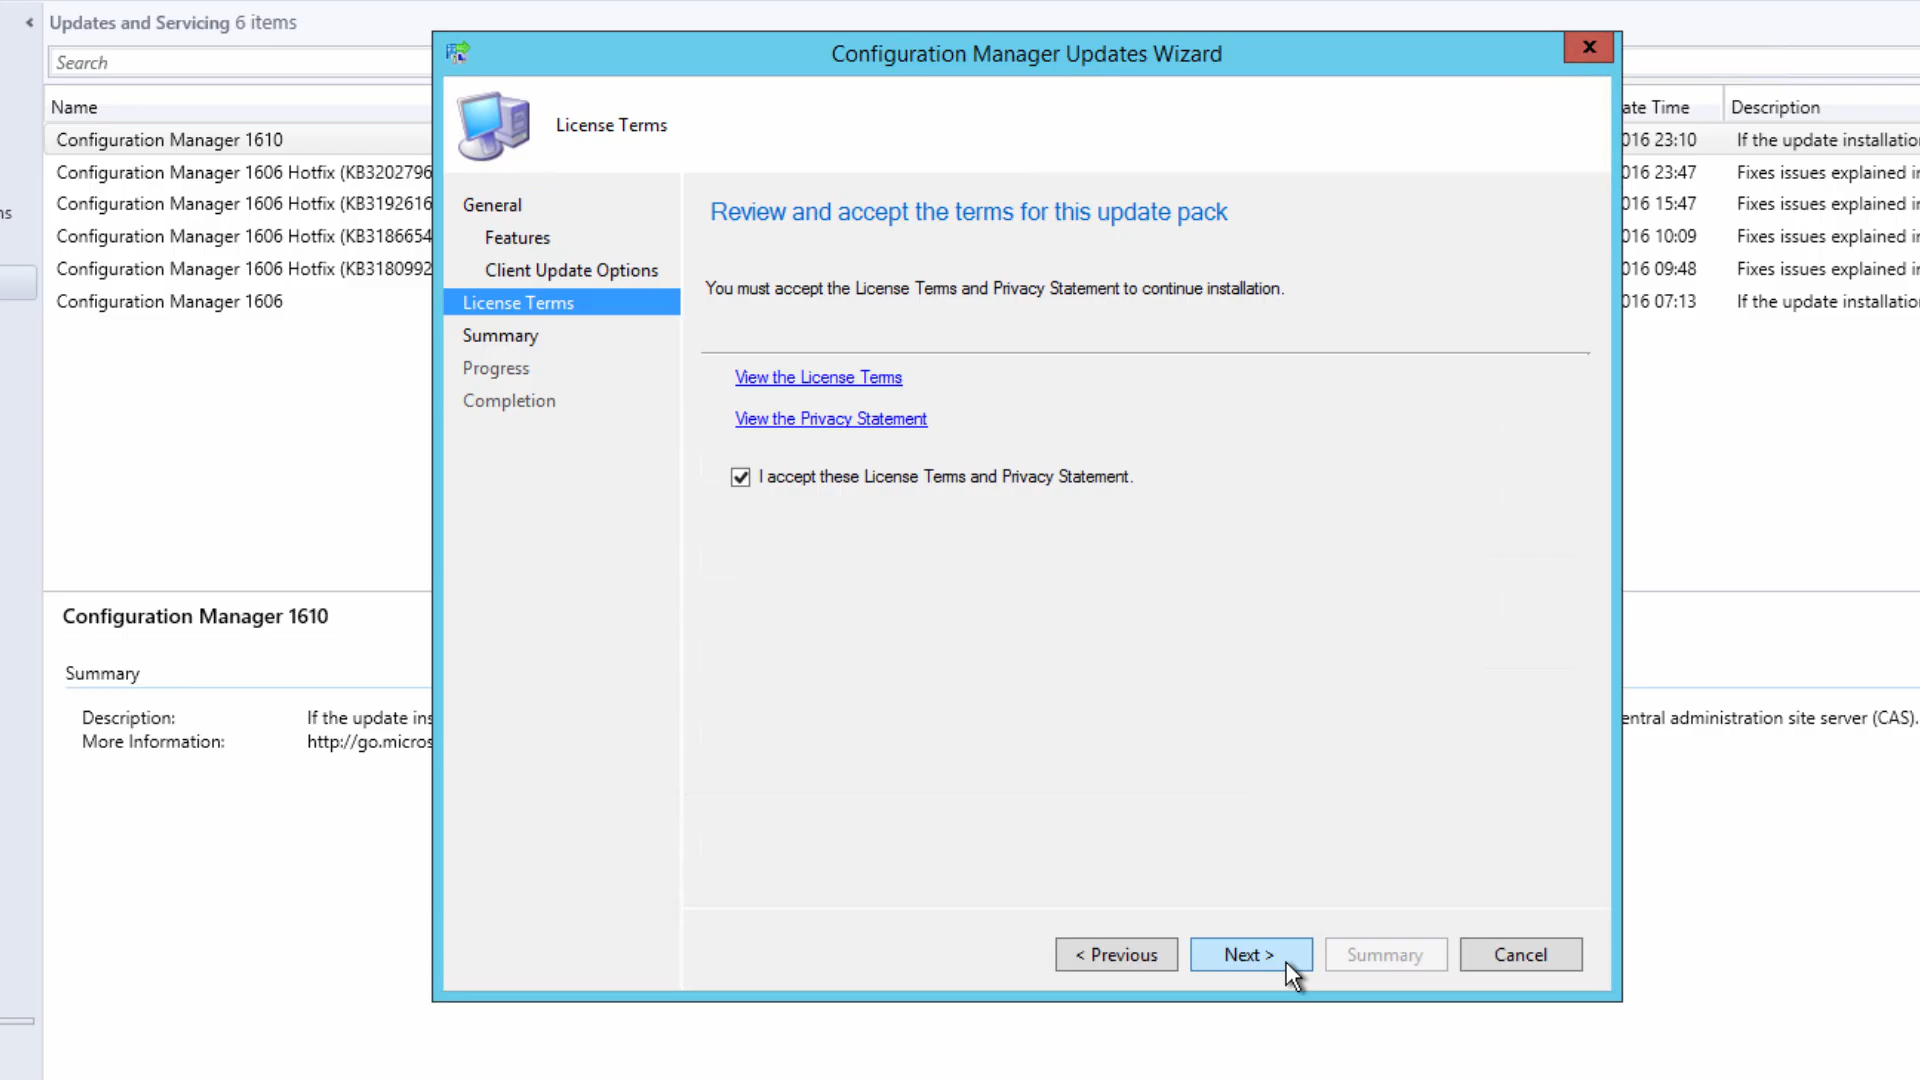 Updates and Servicing 6 items
Search
Name
ate Time
Description
Configuration Manager 1610
016 23:10
If the update installatio
Configuration Manager 1606 Hotfix (KB3202796
016 23:47
Fixes issues explained i
Configuration Manager 1606 Hotfix (KB3192616
016 15:47
Fixes issues explained i
ns
Configuration Manager 1606 Hotfix (KB3186654
016 10:09
Fixes issues explained i
Configuration Manager 1606 Hotfix (KB3180992
016 09:48
Fixes issues explained i
Configuration Manager 1606
016 07:13
If the update installatio
Configuration Manager Updates Wizard
x
License Terms
General
Features
Client Update Options
License Terms
Summary
Progress
Completion
Review and accept the terms for this update pack
You must accept the License Terms and Privacy Statement to continue installation.
View the License Terms
View the Privacy Statement
I accept these License Terms and Privacy Statement.
< Previous
Next >
Summary
Cancel
Configuration Manager 1610
Summary
Description:
If the update ins
entral administration site server (CAS).
More Information:
http://go.micros